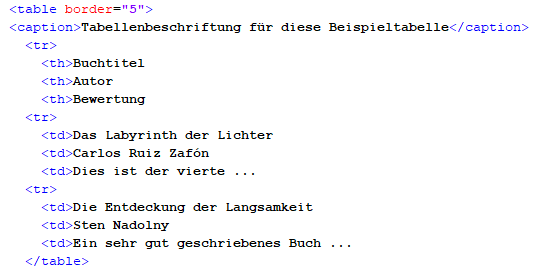 <table border="5">
<caption>Tabellenbeschriftung für diese Beispieltabelle</caption>
<tr>
<th>Buchtitel
<th>Autor
<th>Bewertung
<tr>
<td>Das Labyrinth der Lichter
<td>Carlos Ruiz Zafón
<td>Dies ist der vierte ...
<tr>
<td>Die Entdeckung der Langsamkeit
<td>Sten Nadolny
<td>Ein sehr gut geschriebenes Buch ...
</table>